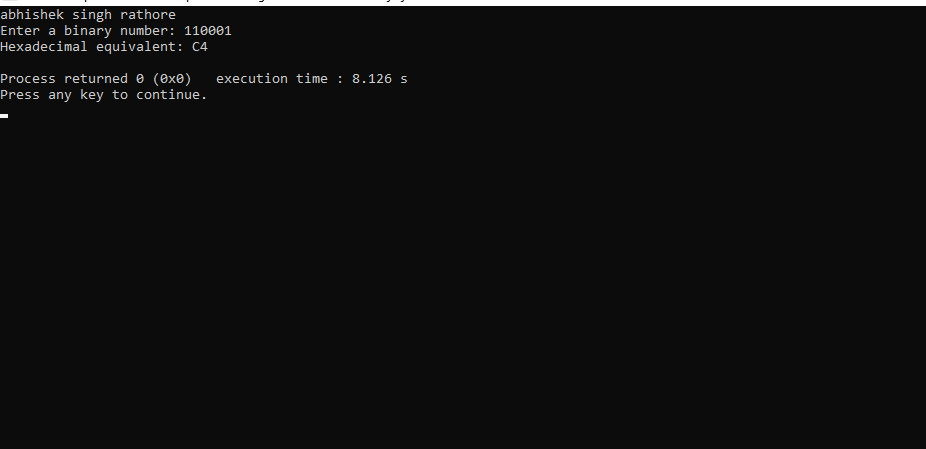 abhishek singh rathore
Enter a binary number: 110001
Hexadecimal equivalent: C4
Process returned 0 (0x0)   execution time : 8.126 s
Press any key to continue.